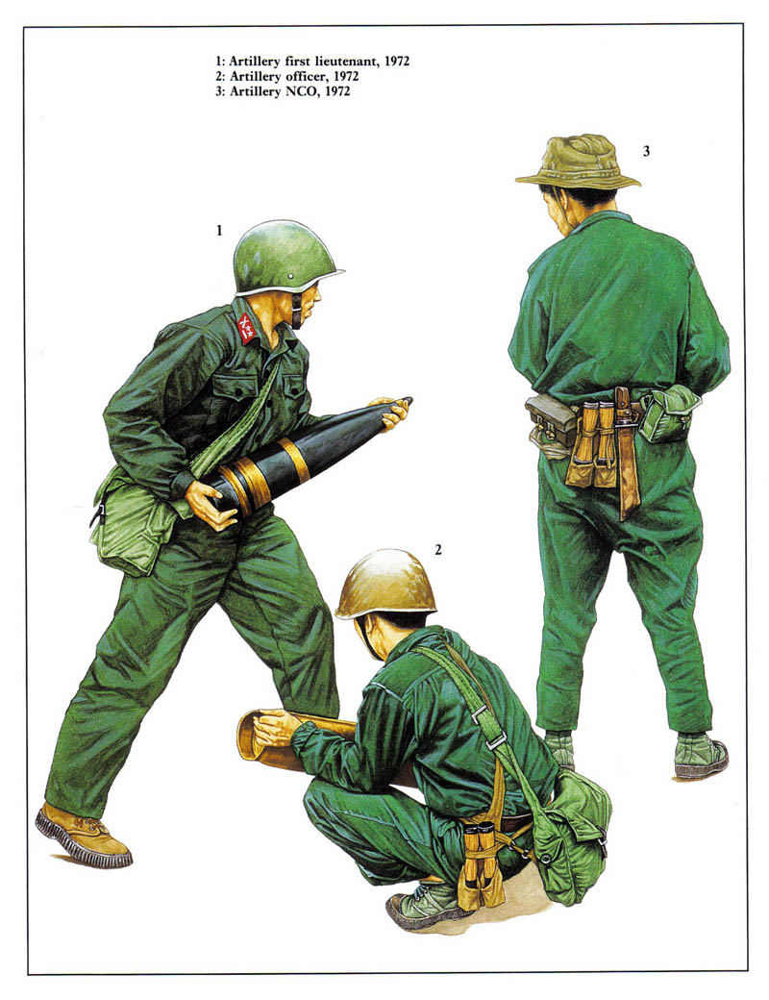 1: Artillery first lieutenant, 1972
2: Artillery officer, 1972
3: Artillery NCO, 1972
3
1
2